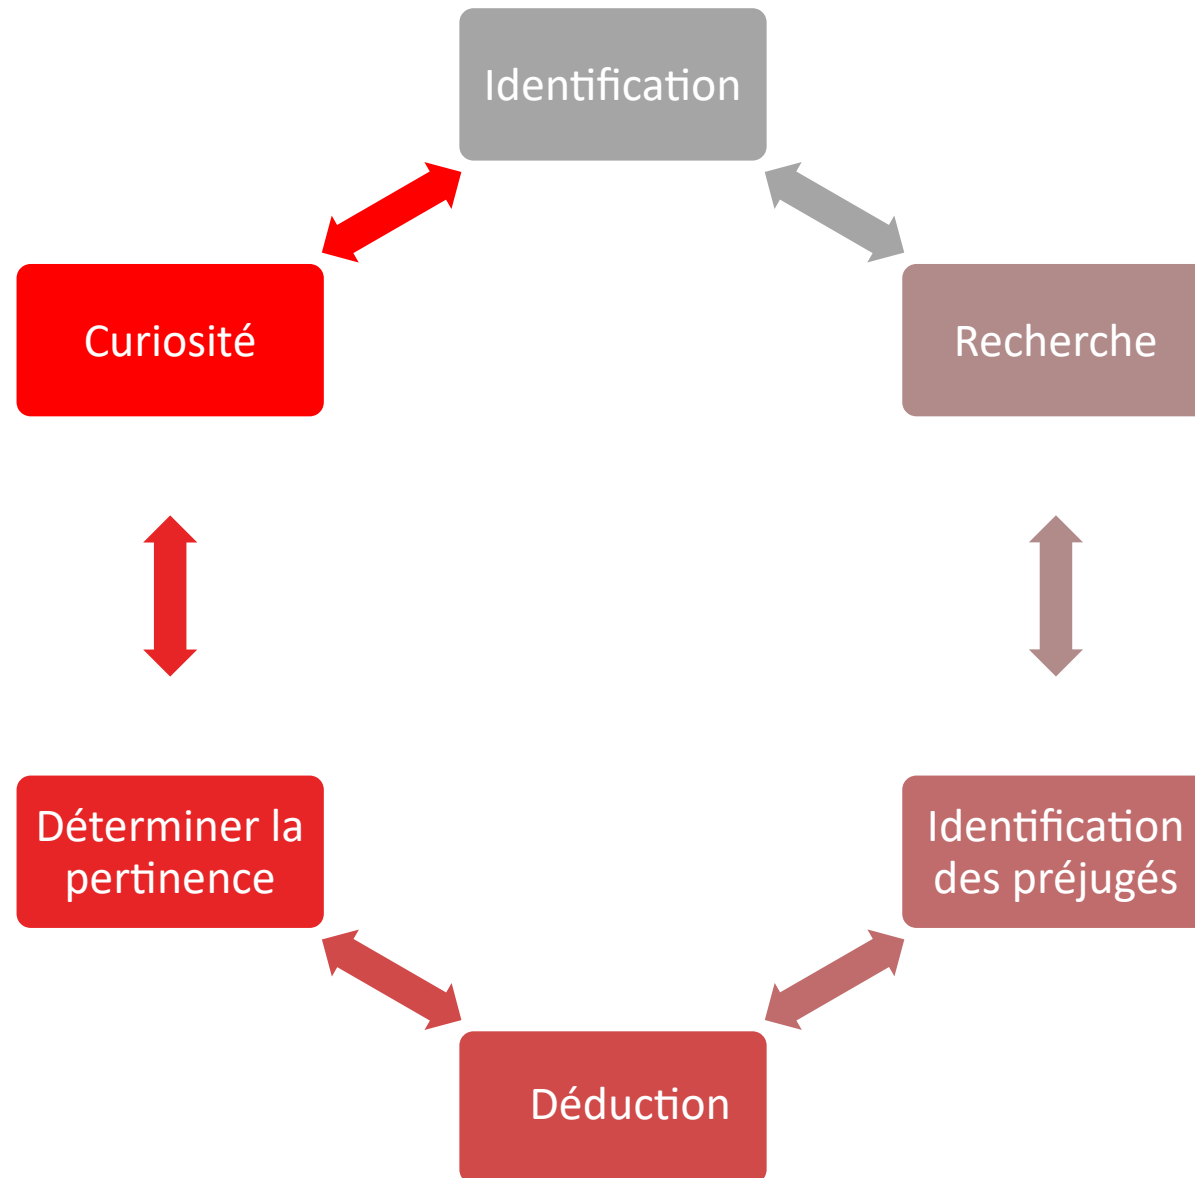 Identification
Curiosité
Recherche
Déterminer la
pertinence
Identification
des préjugés
Déduction